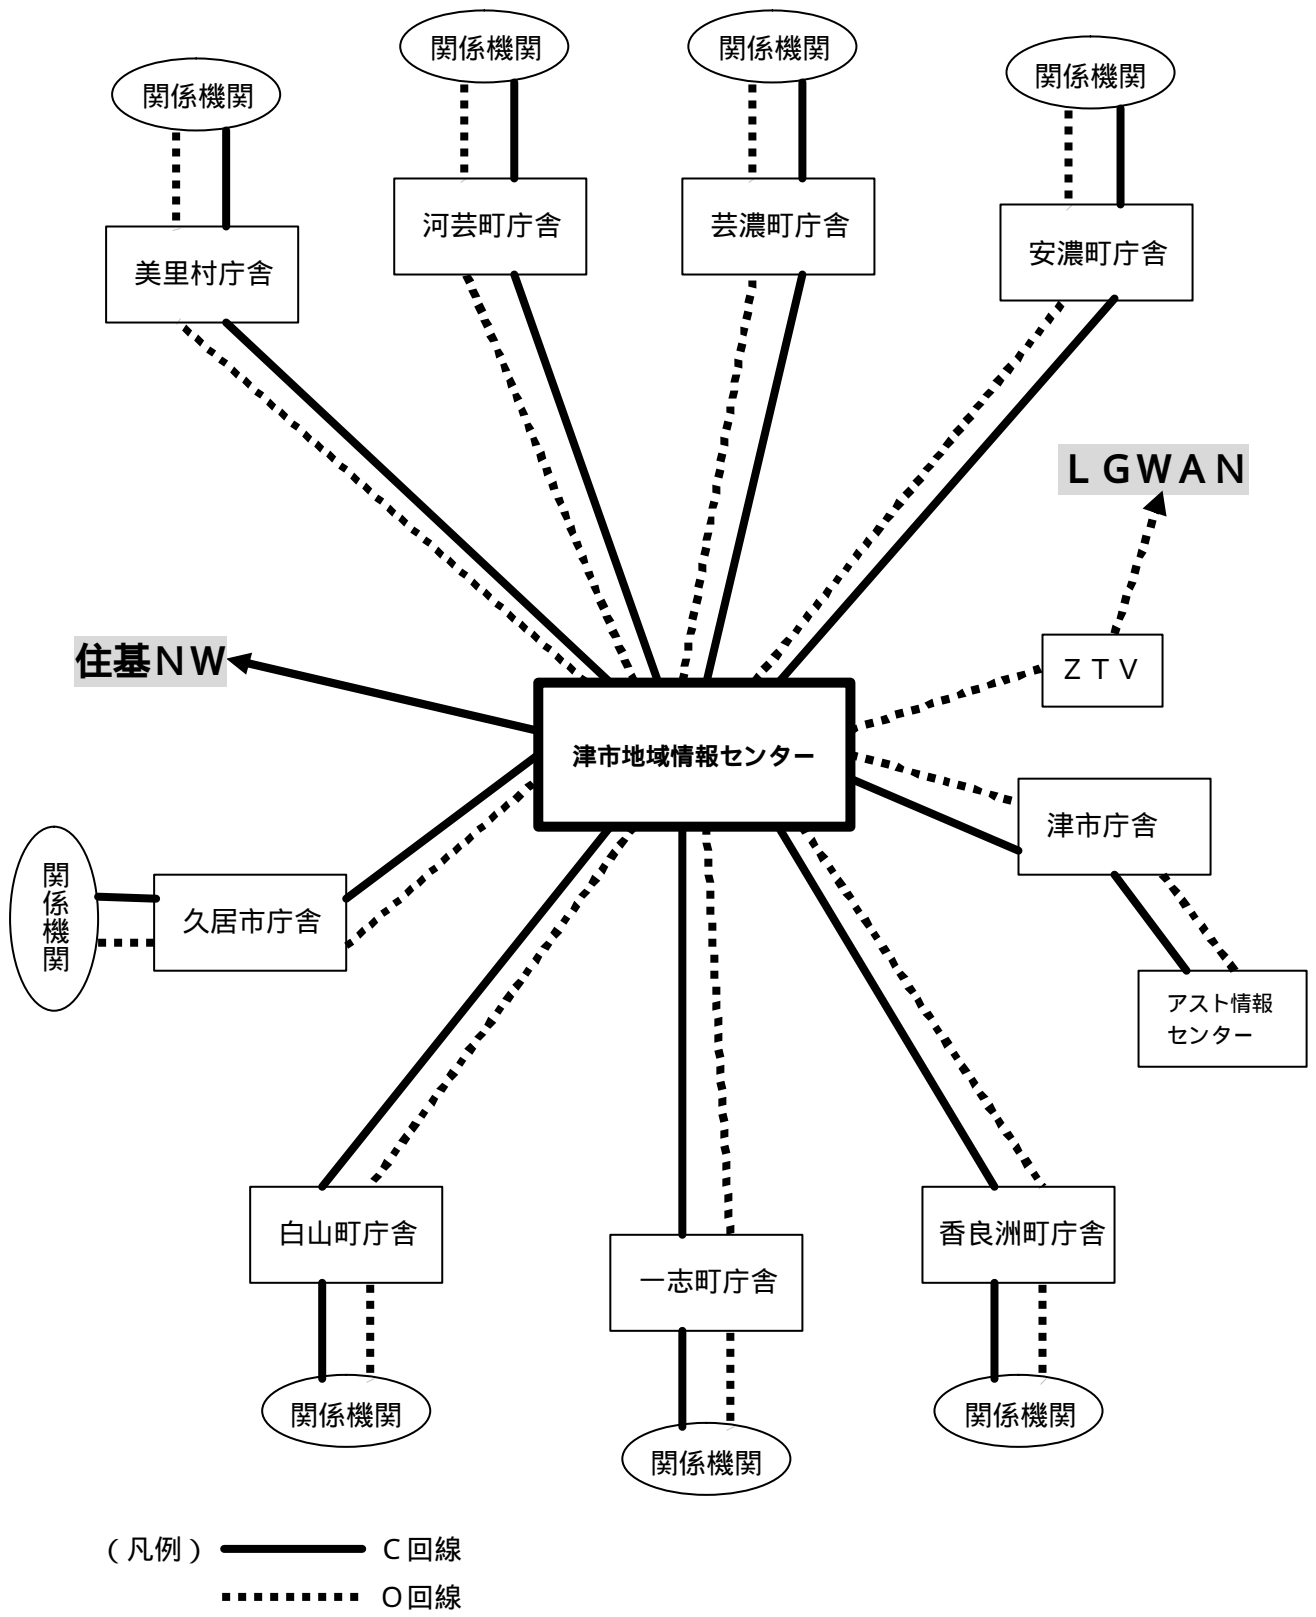 関係機関
関係機関
関係機関
関係機関
美里村庁舎
河芸町庁舎
芸濃町庁舎
安濃町庁舎
ＬＧＷＡＮ
住基ＮＷ
ＺＴＶ
津市地域情報センター
津市庁舎
関係機関
久居市庁舎
アスト情報
センター
白山町庁舎
一志町庁舎
香良洲町庁舎
関係機関
関係機関
関係機関
（凡例） Ｃ回線
Ｏ回線